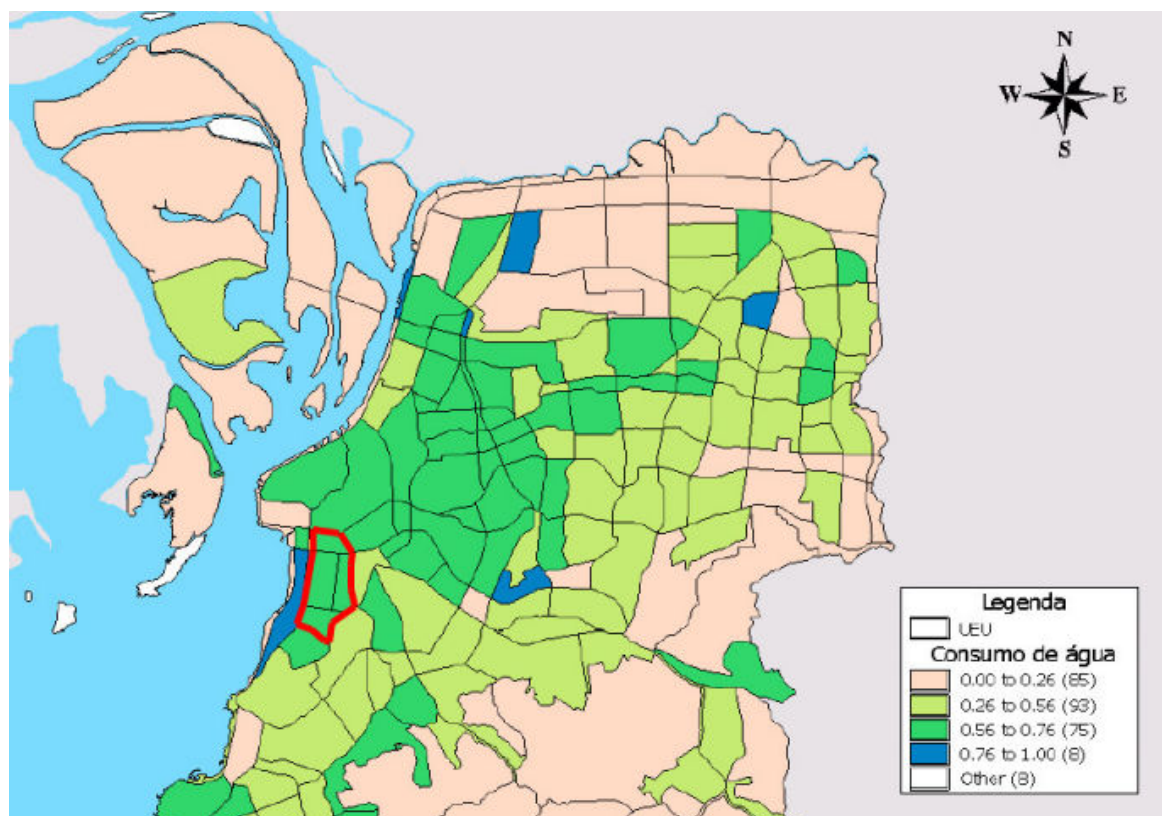 N
W E
S
Legenda
UEU
Consumo de água
0.00 to 0.26 (85)
0.26 to 0.56 (93)
0.56 to 0.76 (75)
0.76 to 1.00 (8)
Other (8)